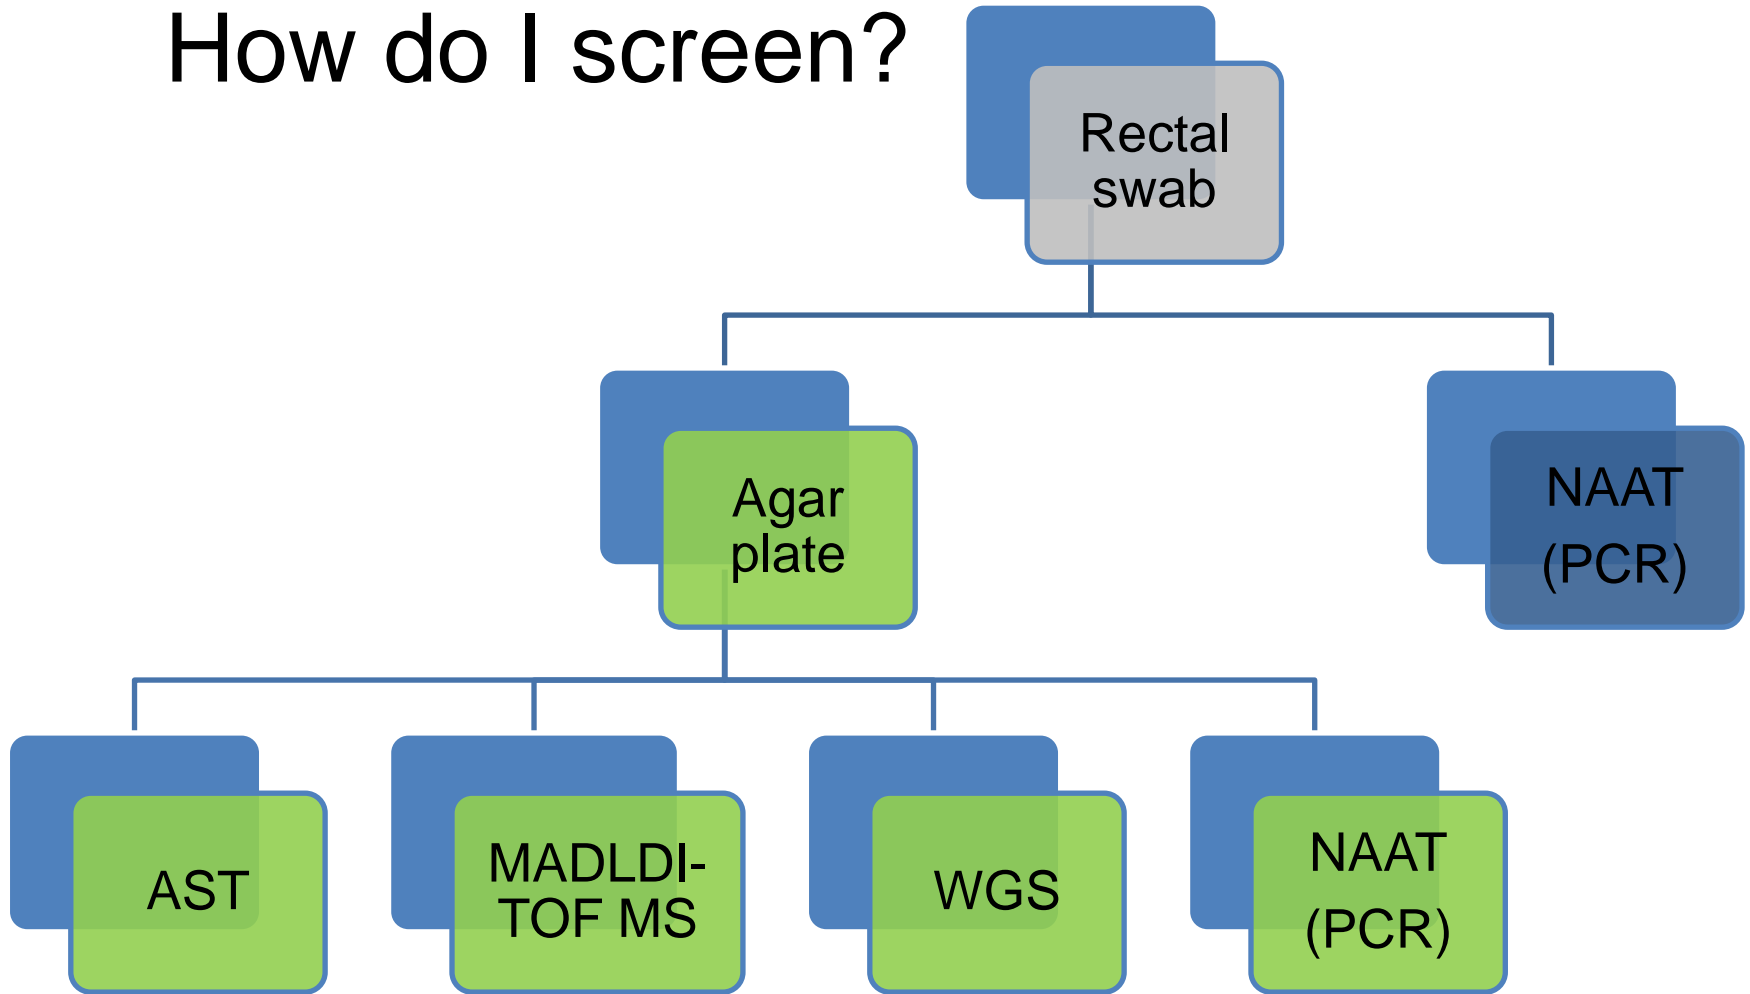 How do I screen?
Rectal
swab
Agar
plate
NAAT
(PCR)
AST
MADLDI-
TOF MS
WGS
NAAT
(PCR)